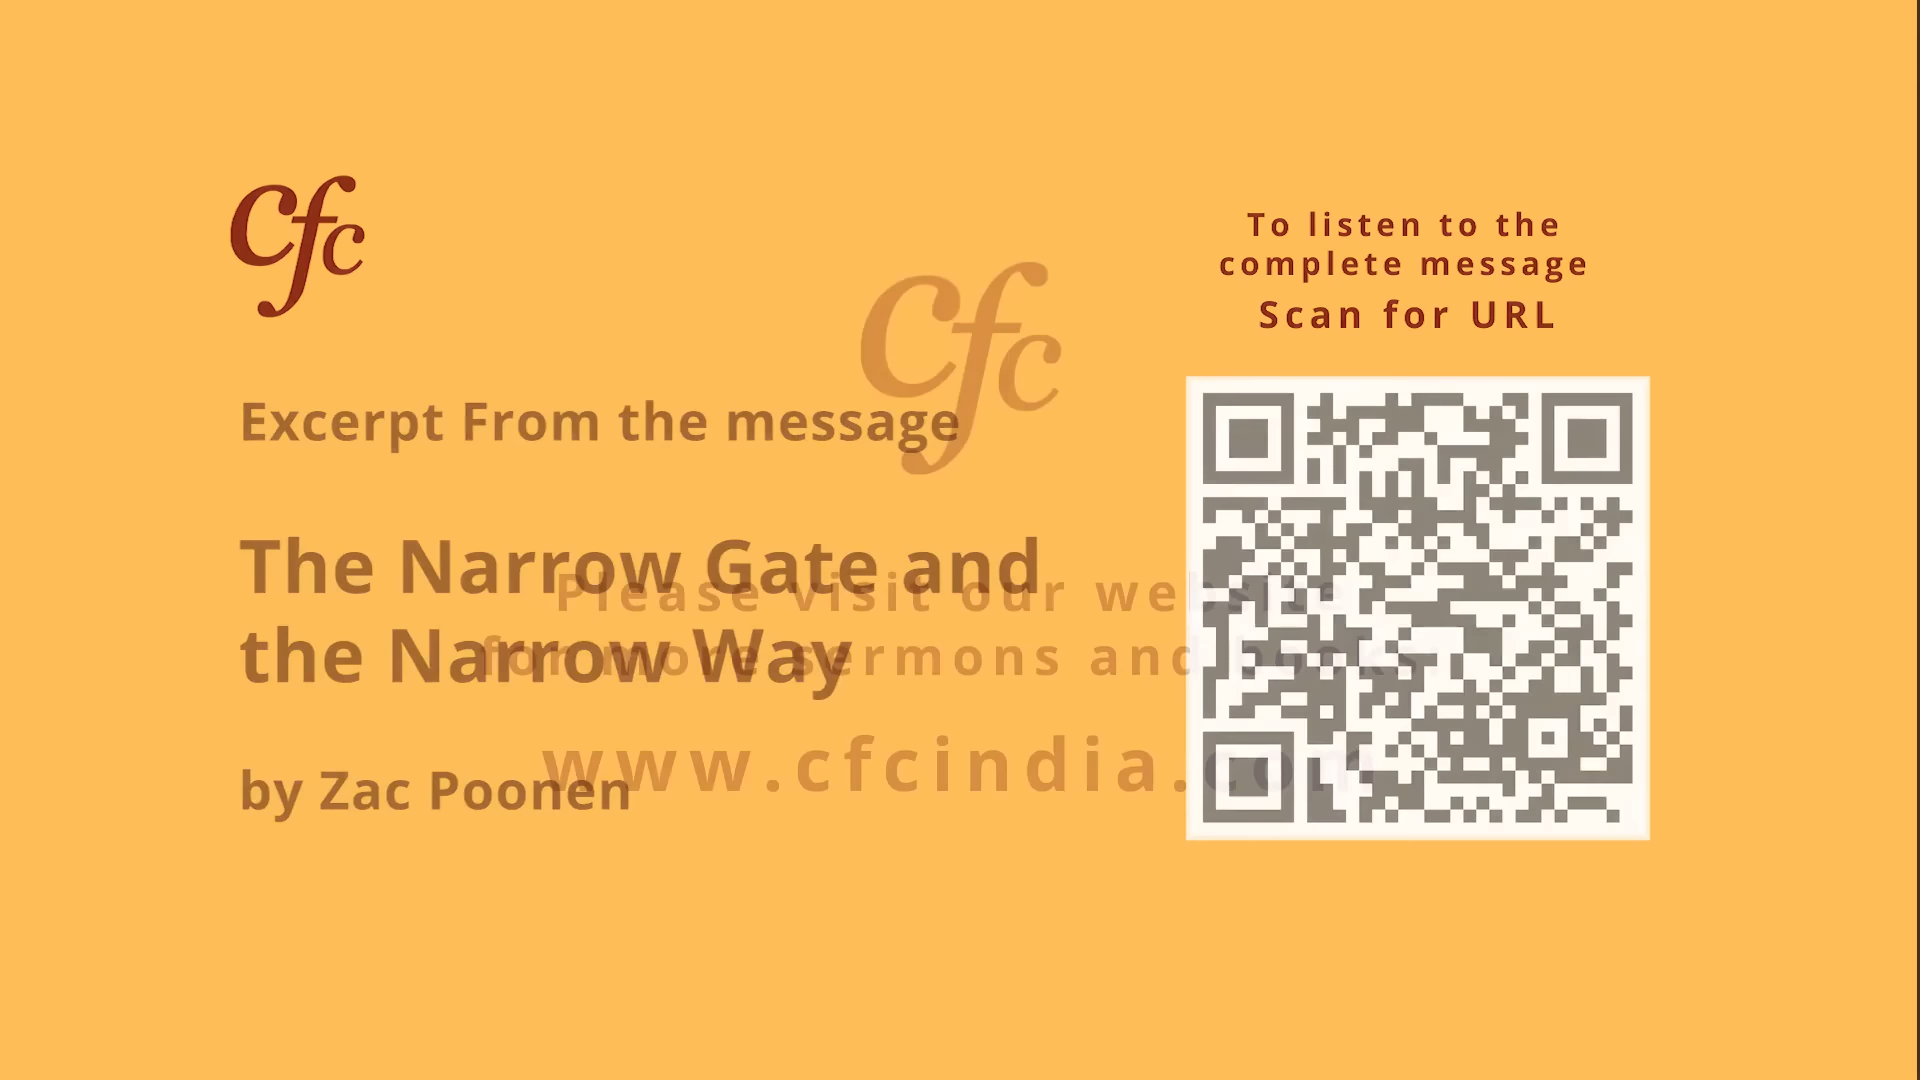 cfc
cfc
To listen to the
complete message
Scan for URL
Excerpt From the message
The Narrow Gate and
the Narrow Way
by Zac Poonen
Please visit our website
for more sermons and books:
www.cfcindia.com